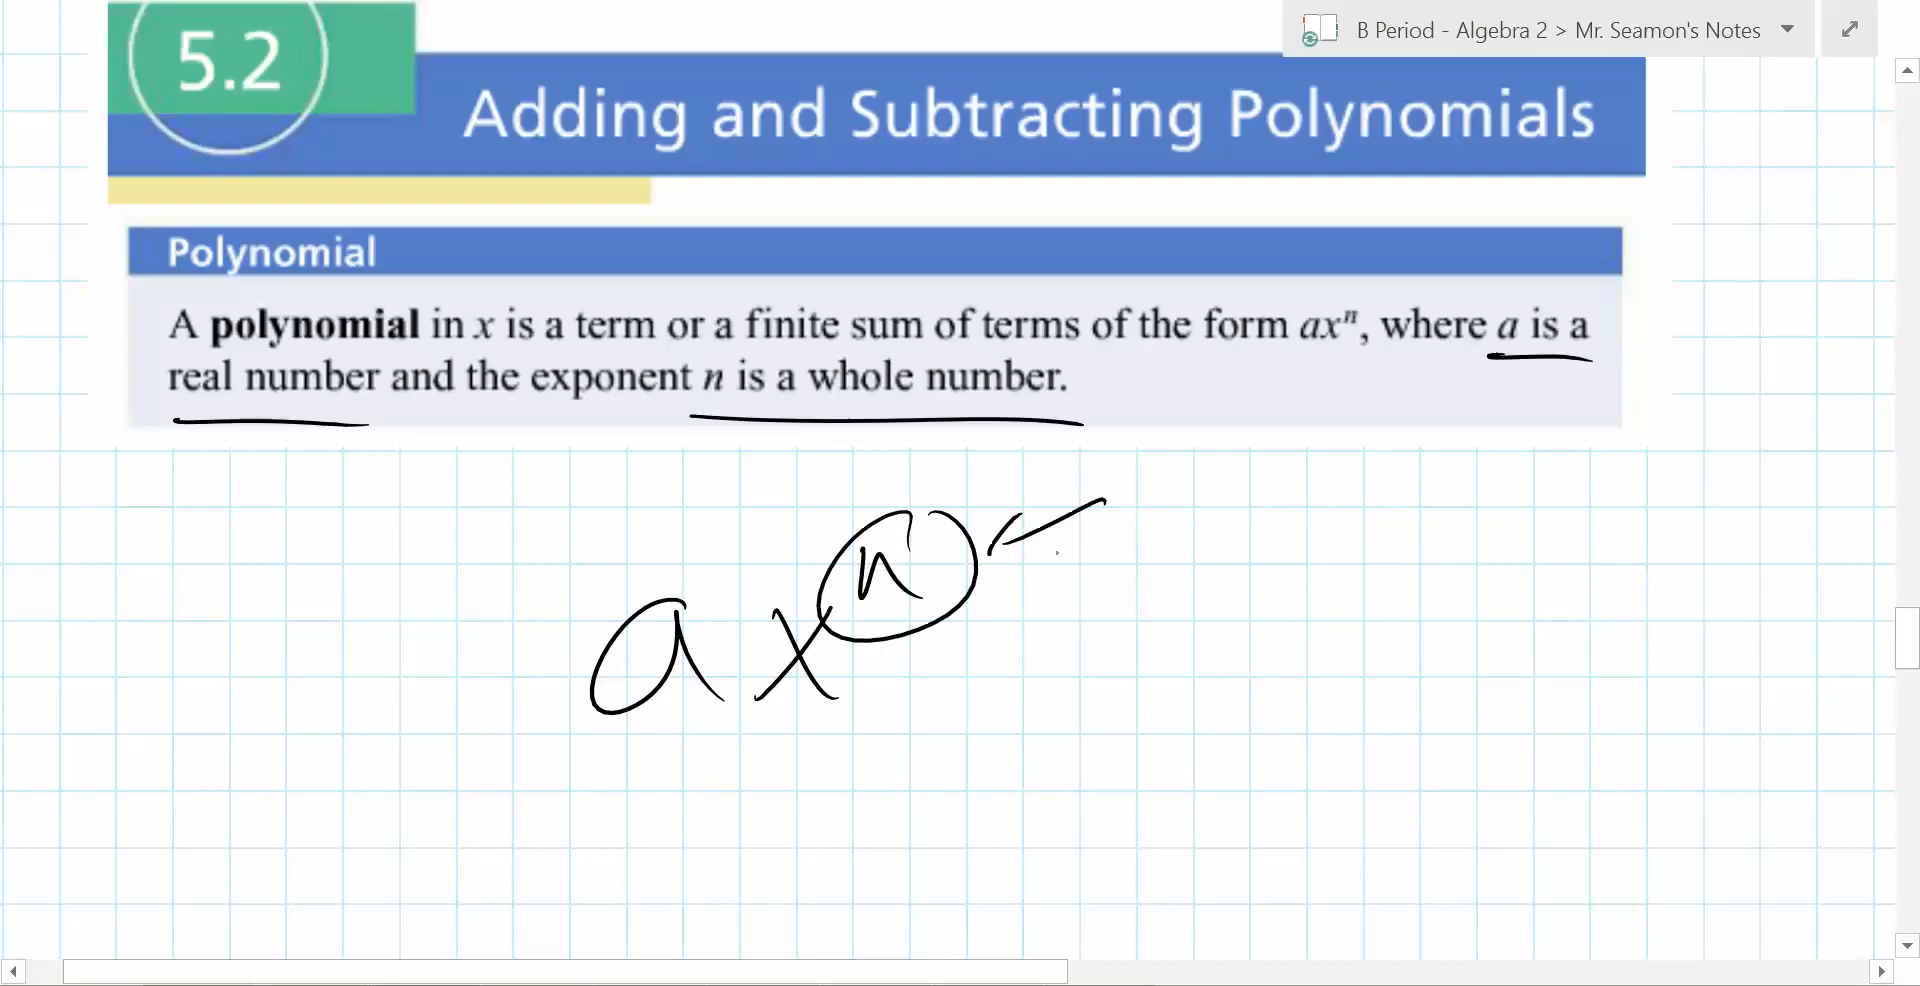 B Period - Algebra 2 > Mr. Seamon's Notes
5.2
Adding and Subtracting Polynomials
Polynomial
A polynomial in x is a term or a finite sum of terms of the form axⁿ, where a is a
real number and the exponent n is a whole number.
axⁿ